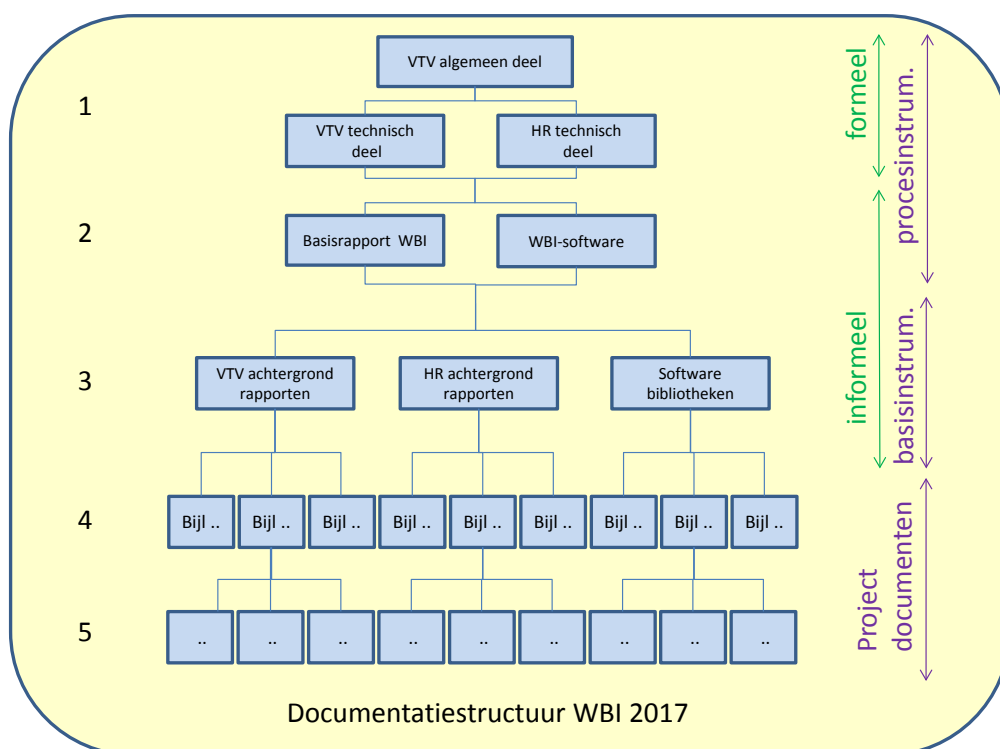 VTV algemeen deel
1
VTV technisch
deel
HR technisch
deel
2
Basisrapport WBI
WBI-software
3
VTV achtergrond
rapporten
HR achtergrond
rapporten
Software
bibliotheken
4
Bijl ..
Bijl ..
Bijl ..
Bijl ..
Bijl ..
Bijl ..
Bijl ..
Bijl ..
Bijl ..
5
..
..
..
..
..
..
..
..
..
formeel
informeel
procesinstrum.
basisinstrum.
Project
documenten
Documentatiestructuur WBI 2017